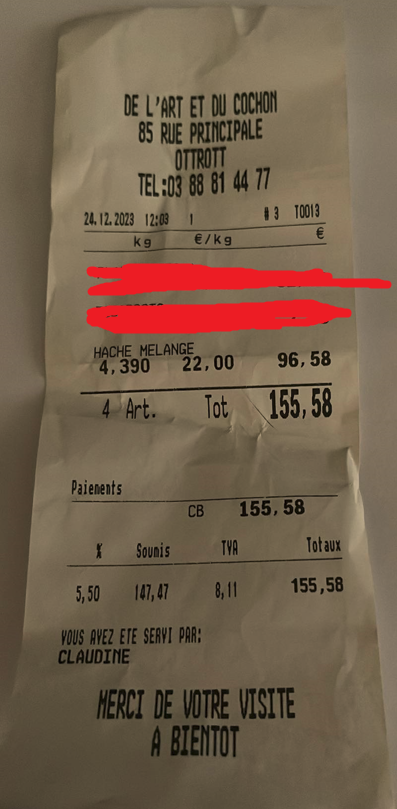 DE L'ART ET DU COCHON
85 RUE PRINCIPALE
OTTROTT
TEL:03 88 81 44 77
24.12.2023 12:03 1 #3 T0013
kg €/kg €
HACHE MELANGE
4,390 22,00 96,58
4 Art. Tot 155,58
Paiements
CB 155,58
% Soumis TVA Totaux
5,50 147,47 8,11 155,58
VOUS AVEZ ETE SERVI PAR:
CLAUDINE
MERCI DE VOTRE VISITE
A BIENTOT